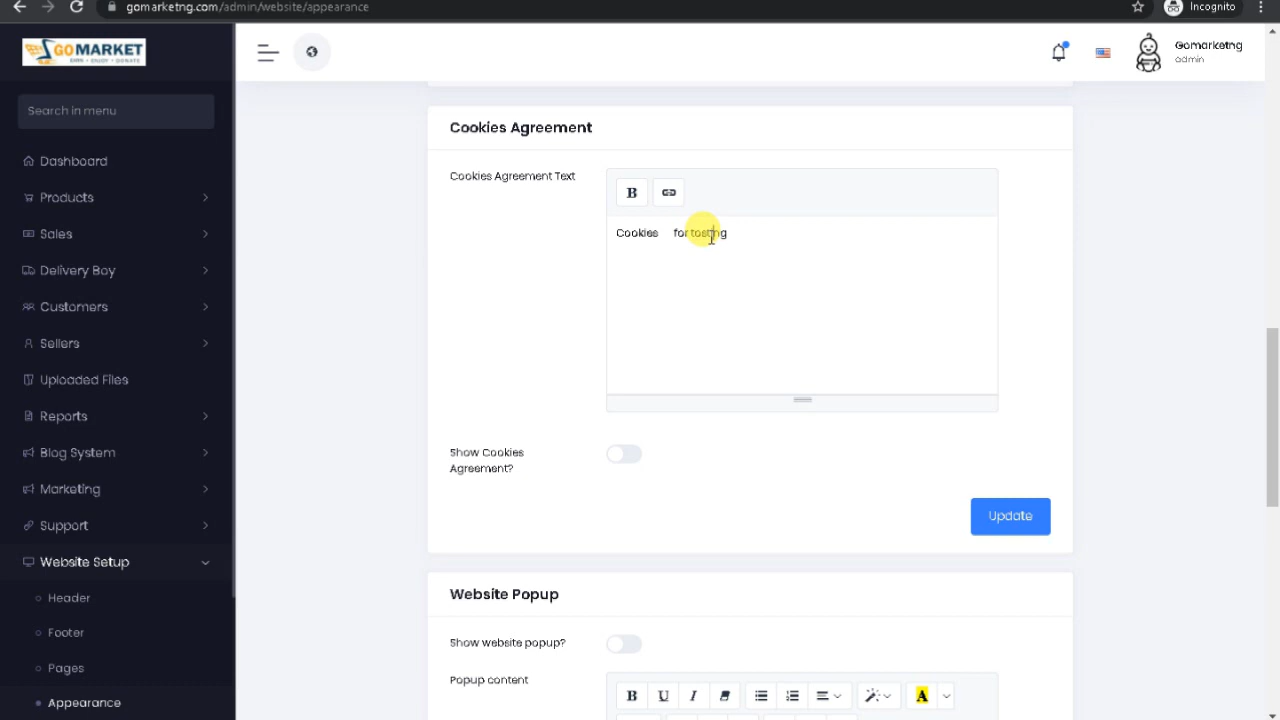 gomarketng.com/admin/website/appearance
Incognito
GOMARKET
Search in menu
Gomarketng
admin
Dashboard
Products
Sales
Delivery Boy
Customers
Sellers
Uploaded Files
Reports
Blog System
Marketing
Support
Website Setup
Header
Footer
Pages
Appearance
Cookies Agreement
Cookies Agreement Text
B
Cookies for tasting
Show Cookies
Agreement?
Update
Website Popup
Show website popup?
Popup content
B U I A